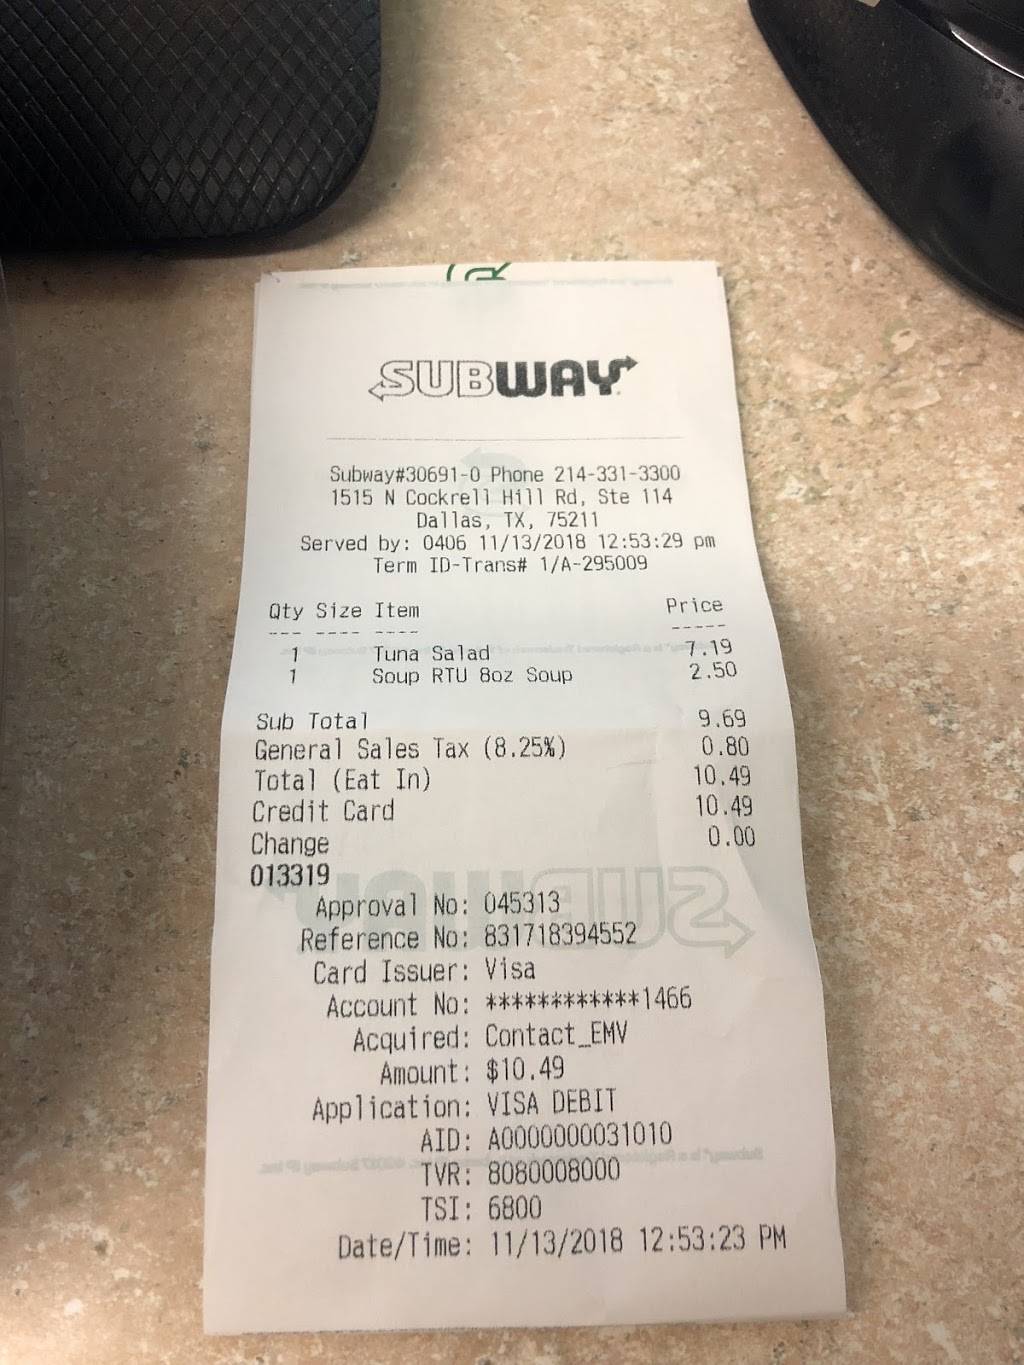 SUBWAY
Subway#30691-0 Phone 214-331-3300
1515 N Cockrell Hill Rd, Ste 114
Dallas, TX, 75211
Served by: 0406 11/13/2018 12:53:29 pm
Term ID-Trans# 1/A-295009
Qty Size Item Price
--- ---- ---- -----
1 Tuna Salad 7.19
1 Soup RTU 8oz Soup 2.50
Sub Total 9.69
General Sales Tax (8.25%) 0.80
Total (Eat In) 10.49
Credit Card 10.49
Change 0.00
013319
Approval No: 045313
Reference No: 831718394552
Card Issuer: Visa
Account No: ************1466
Acquired: Contact_EMV
Amount: $10.49
Application: VISA DEBIT
AID: A0000000031010
TVR: 8080008000
TSI: 6800
Date/Time: 11/13/2018 12:53:23 PM